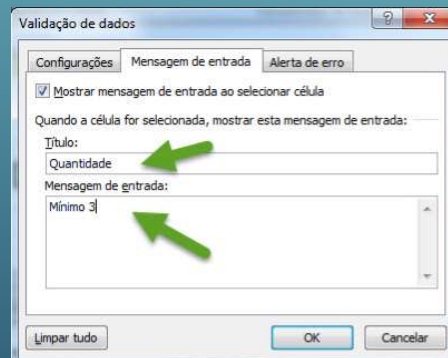 Validação de dados
Configurações
Mensagem de entrada
Alerta de erro
Mostrar mensagem de entrada ao selecionar célula
Quando a célula for selecionada, mostrar esta mensagem de entrada:
Título:
Quantidade
Mensagem de entrada:
Mínimo 3
Limpar tudo
OK
Cancelar